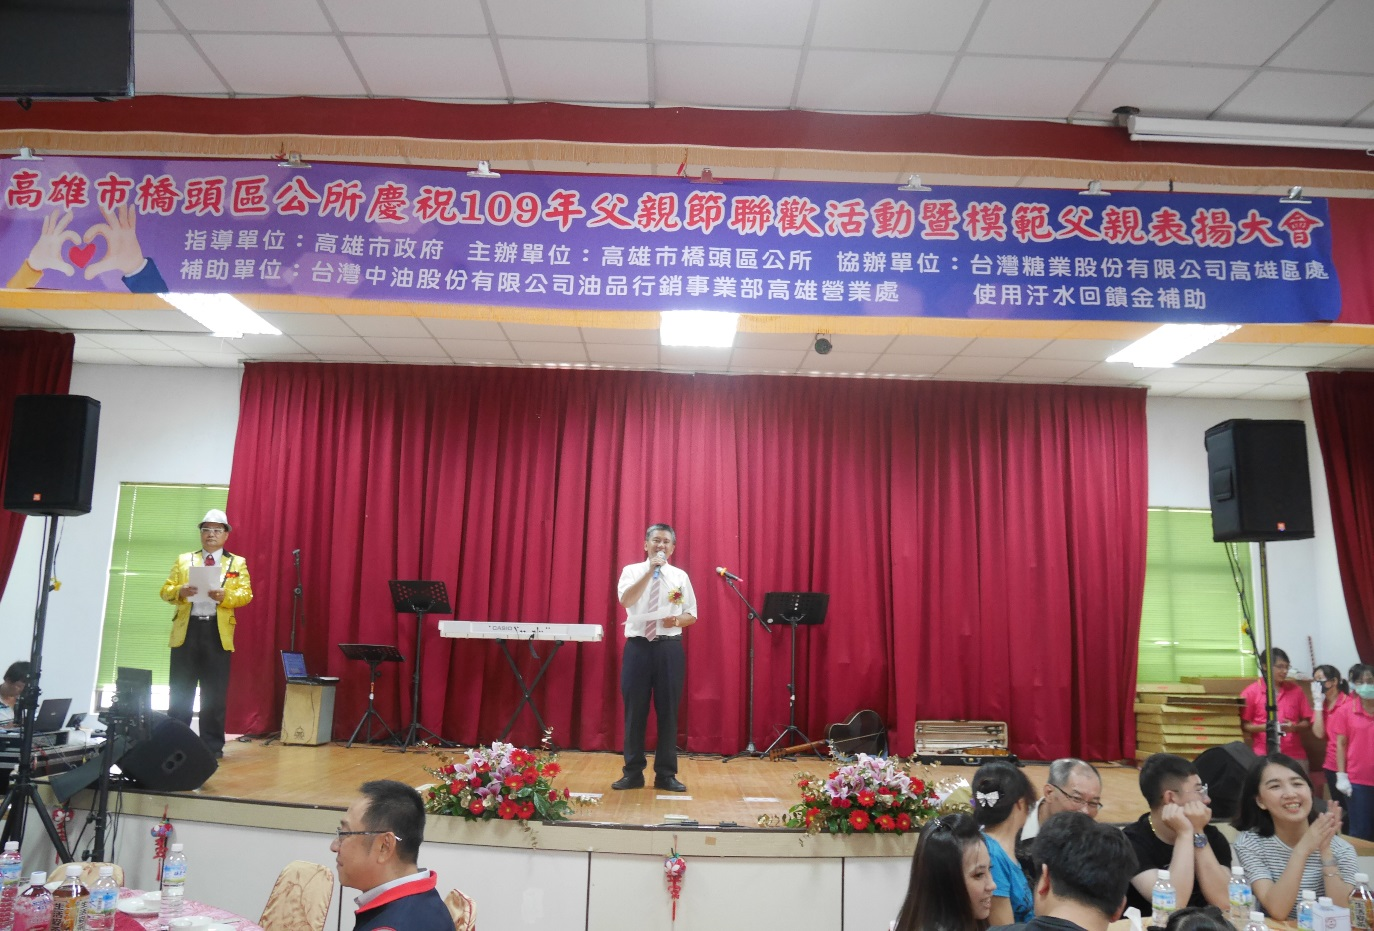 高雄市橋頭區公所慶祝109年父親節聯歡活動暨模範父親表揚大會
指導單位：高雄市政府 主辦單位：高雄市橋頭區公所 協辦單位：台灣糖業股份有限公司高雄區處
補助單位：台灣中油股份有限公司油品行銷事業部高雄營業處 使用汙水回饋金補助
CASIO